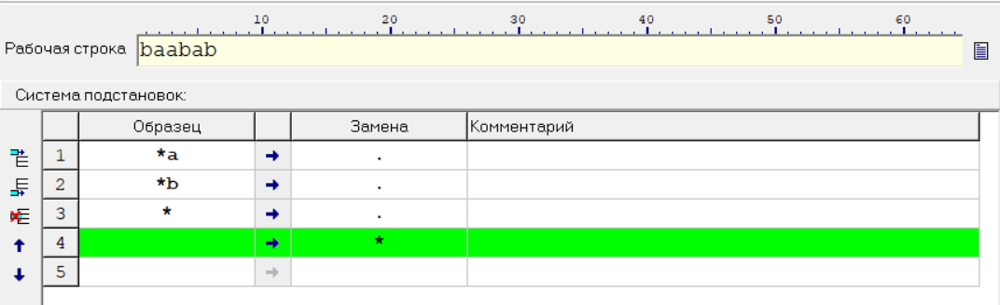 10 20 30 40 50 60
Рабочая строка baabab
Система подстановок:
Образец Замена Комментарий
1 *a → .
2 *b → .
3 * → .
4 → *
5 →